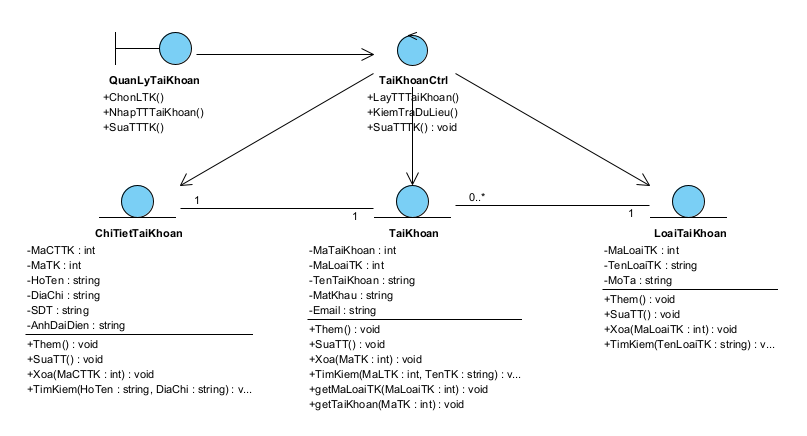 QuanLyTaiKhoan
+ChonLTK()
+NhapTTTaiKhoan()
+SuaTTTK()
TaiKhoanCtrl
+LayTTTaiKhoan()
+KiemTraDuLieu()
+SuaTTTK() : void
1
1
0..*
1
ChiTietTaiKhoan
-MaCTTK : int
-MaTK : int
-HoTen : string
-DiaChi : string
-SDT : string
-AnhDaiDien : string
+Them() : void
+SuaTT() : void
+Xoa(MaCTTK : int) : void
+TimKiem(HoTen : string, DiaChi : string) : v...
TaiKhoan
-MaTaiKhoan : int
-MaLoaiTK : int
-TenTaiKhoan : string
-MatKhau : string
-Email : string
+Them() : void
+SuaTT() : void
+Xoa(MaTK : int) : void
+TimKiem(MaLTK : int, TenTK : string) : v...
+getMaLoaiTK(MaLoaiTK : int) : void
+getTaiKhoan(MaTK : int) : void
LoaiTaiKhoan
-MaLoaiTK : int
-TenLoaiTK : string
-MoTa : string
+Them() : void
+SuaTT() : void
+Xoa(MaLoaiTK : int) : void
+TimKiem(TenLoaiTK : string) : v...